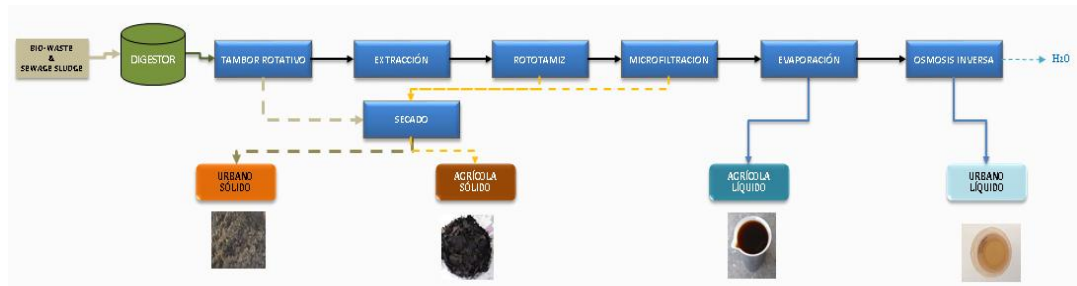 BIO-WASTE
&
SEWAGE SLUDGE
DIGESTOR
TAMBOR ROTATIVO
EXTRACCIÓN
ROTOTAMIZ
MICROFILTRACION
EVAPORACIÓN
OSMOSIS INVERSA
H2O
SECADO
URBANO
SÓLIDO
AGRÍCOLA
SÓLIDO
AGRÍCOLA
LÍQUIDO
URBANO
LÍQUIDO